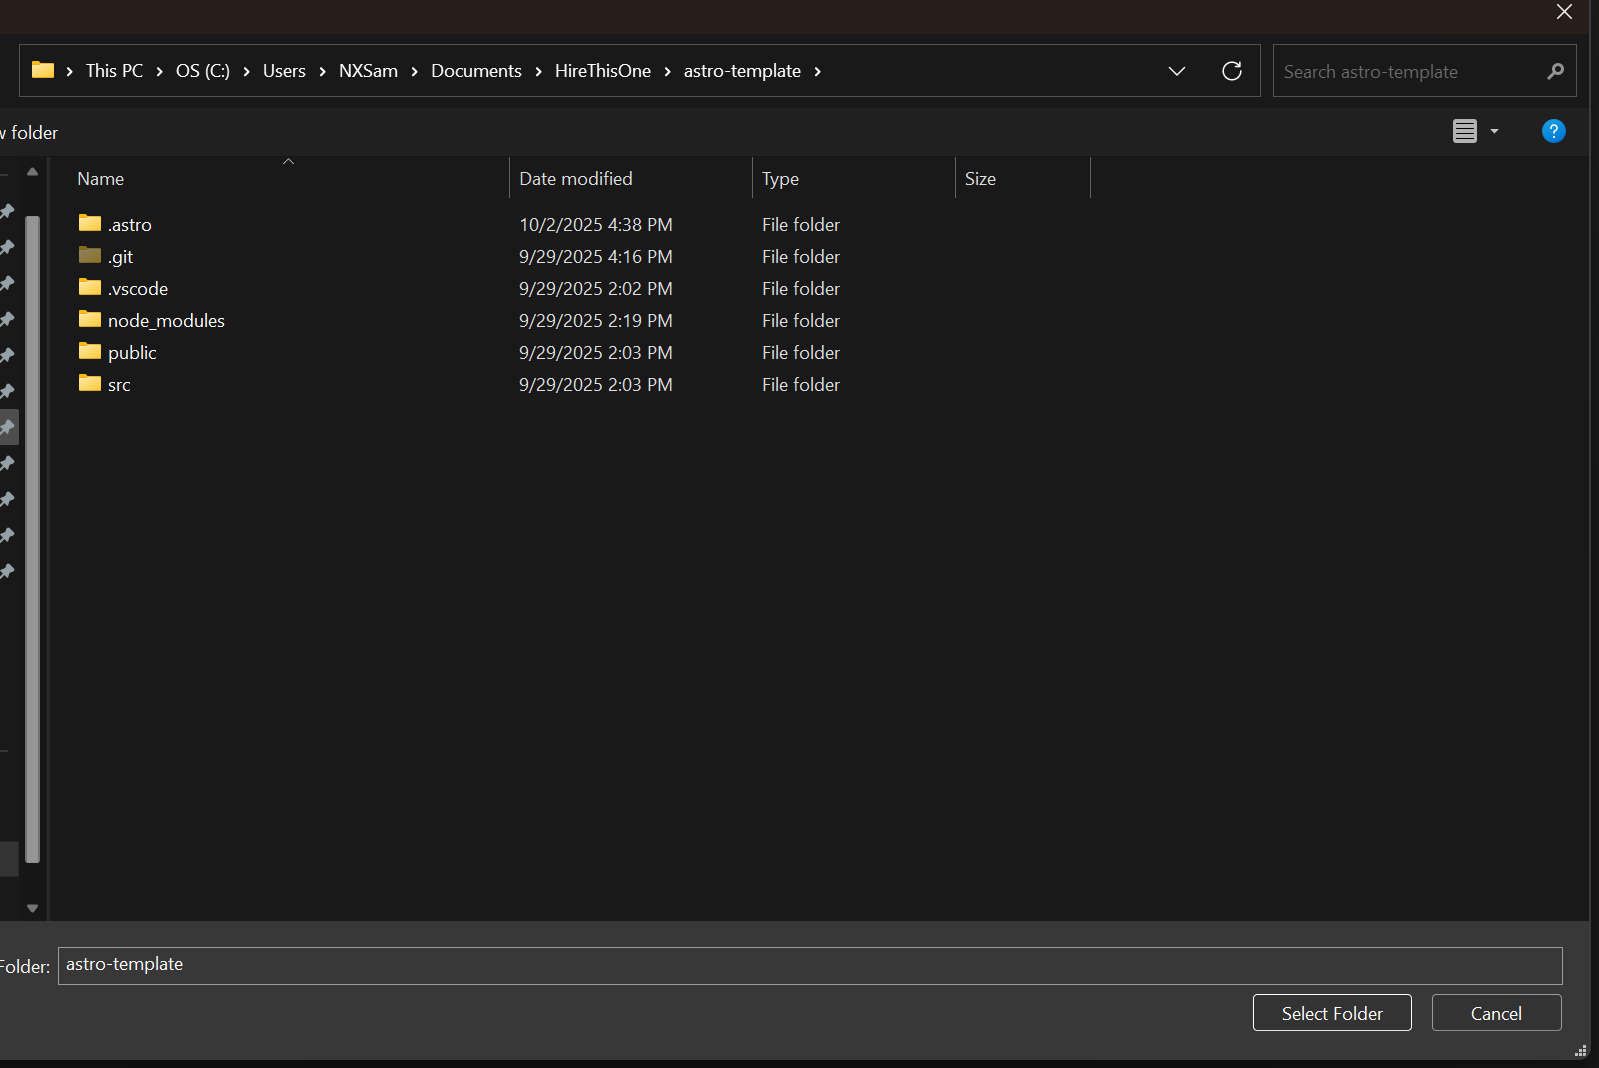 This PC > OS (C:) > Users > NXSam > Documents > HireThisOne > astro-template >
Search astro-template
w folder
?
Name Date modified Type Size
.astro 10/2/2025 4:38 PM File folder
.git 9/29/2025 4:16 PM File folder
.vscode 9/29/2025 2:02 PM File folder
node_modules 9/29/2025 2:19 PM File folder
public 9/29/2025 2:03 PM File folder
src 9/29/2025 2:03 PM File folder
Folder: astro-template
Select Folder Cancel